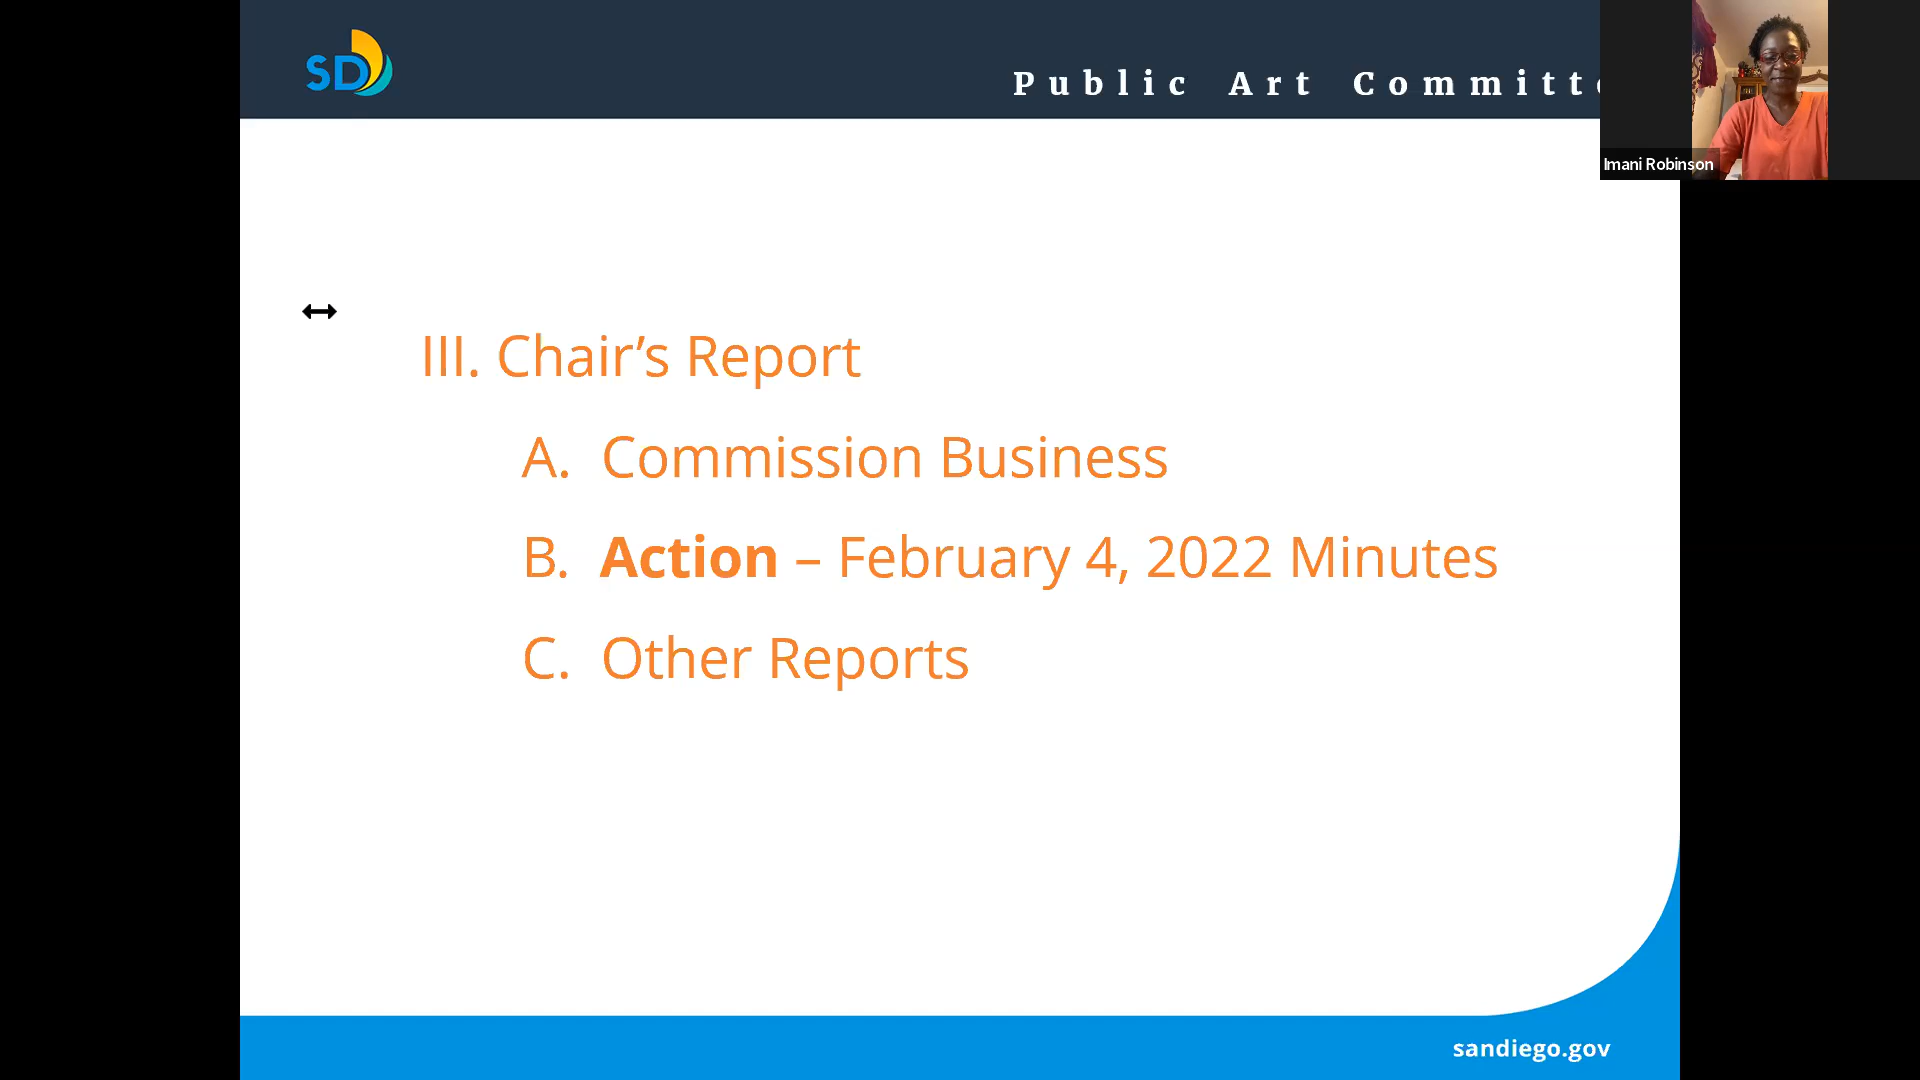 SD
Public Art Committe
Imani Robinson
III. Chair’s Report
A. Commission Business
B. Action – February 4, 2022 Minutes
C. Other Reports
sandiego.gov